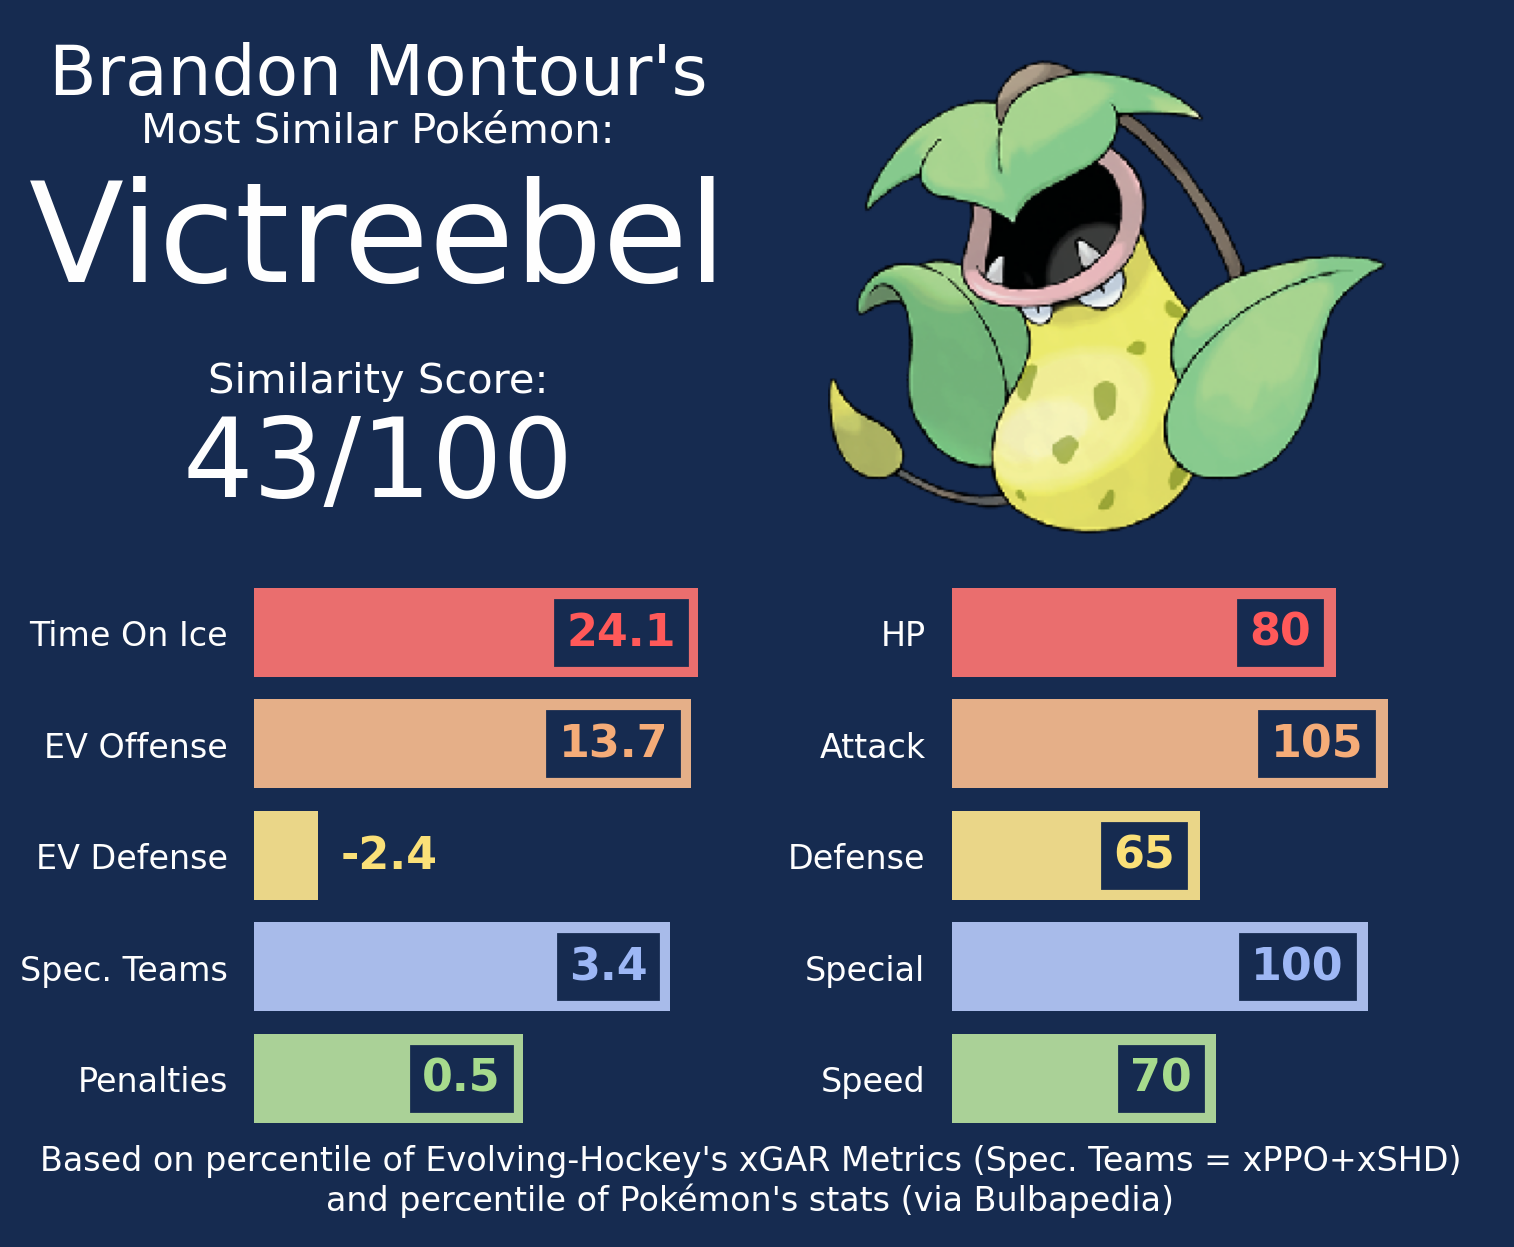 Brandon Montour's
Most Similar Pokémon:
Victreebel
Similarity Score:
43/100
Time On Ice 24.1
EV Offense 13.7
EV Defense -2.4
Spec. Teams 3.4
Penalties 0.5
HP 80
Attack 105
Defense 65
Special 100
Speed 70
Based on percentile of Evolving-Hockey's xGAR Metrics (Spec. Teams = xPPO+xSHD)
and percentile of Pokémon's stats (via Bulbapedia)